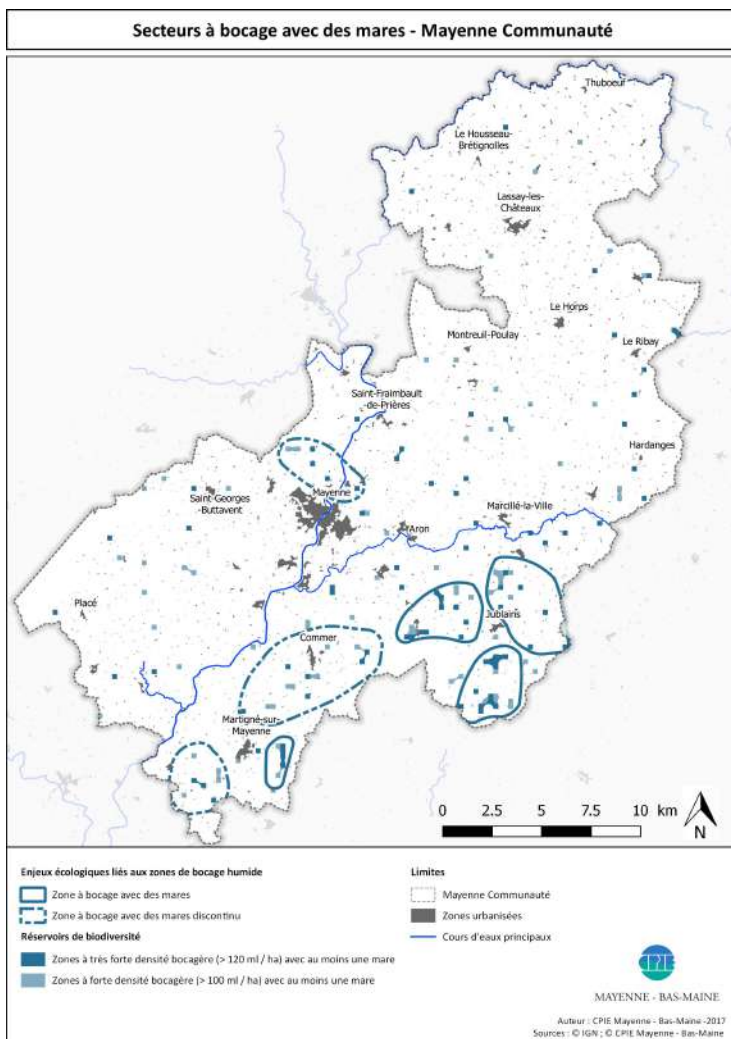 Secteurs à bocage avec des mares - Mayenne Communauté
Thuboeuf
Le Housseau-
Brétignolles
Lassay-les-
Châteaux
Le Horps
Montreuil-Poulay
Le Ribay
Saint-Fraimbault
-de-Prières
Hardanges
Mayenne
Saint-Georges
-Buttavent
Marcillé-la-Ville
Aron
Placé
Jublains
Commer
Martigné-sur-
Mayenne
0 2.5 5 7.5 10 km
N
Enjeux écologiques liés aux zones de bocage humide
Zone à bocage avec des mares
Zone à bocage avec des mares discontinu
Réservoirs de biodiversité
Zones à très forte densité bocagère (> 120 ml / ha) avec au moins une mare
Zones à forte densité bocagère (> 100 ml / ha) avec au moins une mare
Limites
Mayenne Communauté
Zones urbanisées
Cours d'eaux principaux
CPIE
MAYENNE - BAS-MAINE
Auteur : CPIE Mayenne - Bas-Maine -2017
Sources : © IGN ; © CPIE Mayenne - Bas-Maine